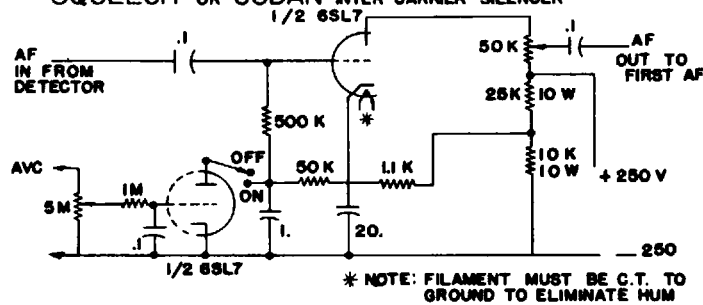 SQUELCH OR CODAN INTER CARRIER SILENCER
1/2 6SL7
.1
AF
IN FROM
DETECTOR
50 K
.1
AF
OUT TO
FIRST AF
25K 10 W
*
500 K
OFF
ON
50 K
1.1 K
10 K
10 W
+ 250 V
AVC
1M
5M
.1
1.
20.
1/2 6SL7
— 250
* NOTE: FILAMENT MUST BE C.T. TO
GROUND TO ELIMINATE HUM